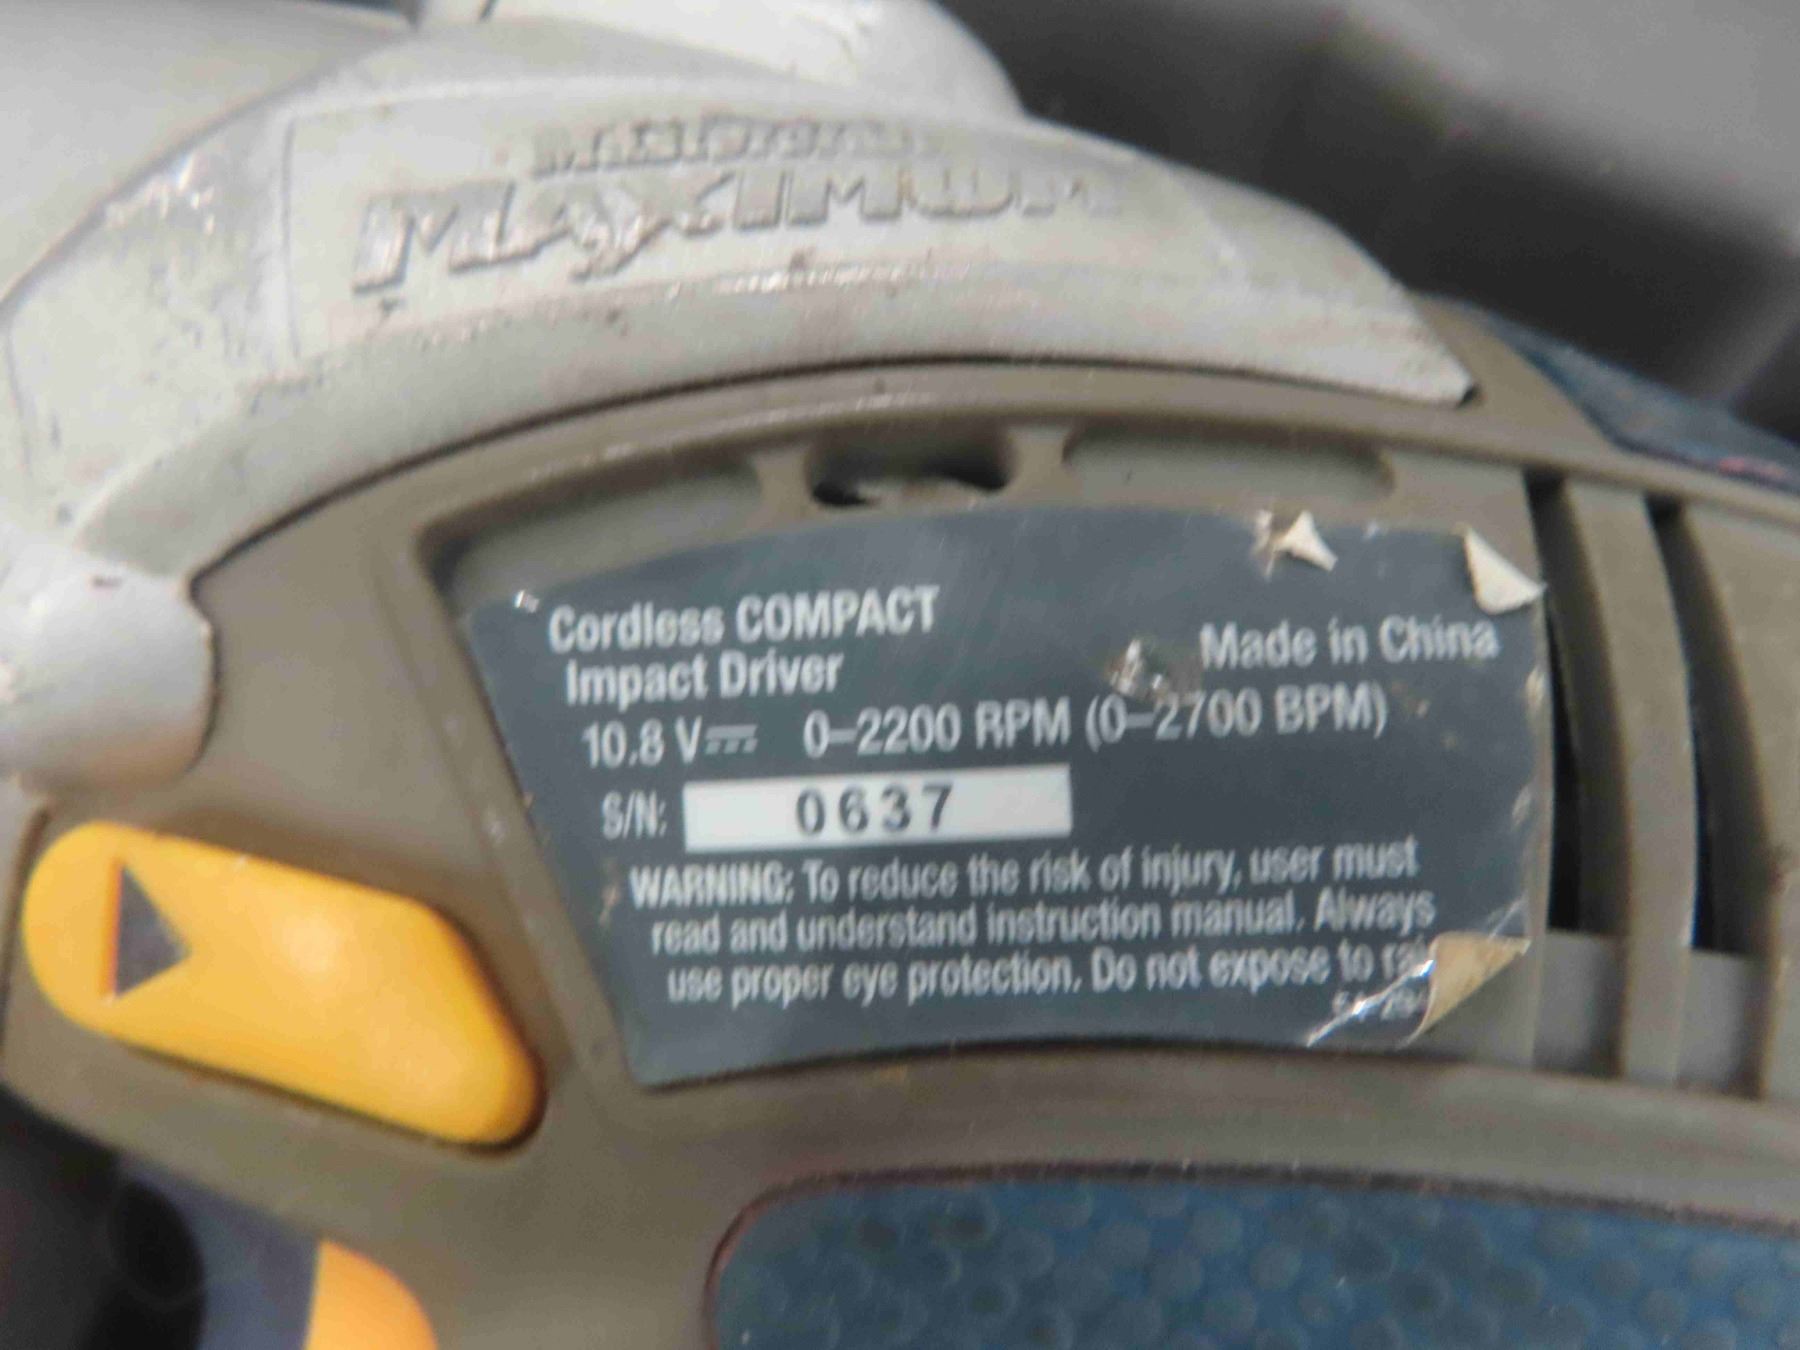 MAXIMUM
Cordless COMPACT
Impact Driver
Made in China
10.8 V⎓ 0–2200 RPM (0–2700 BPM)
S/N: 0637
WARNING: To reduce the risk of injury, user must
read and understand instruction manual. Always
use proper eye protection. Do not expose to